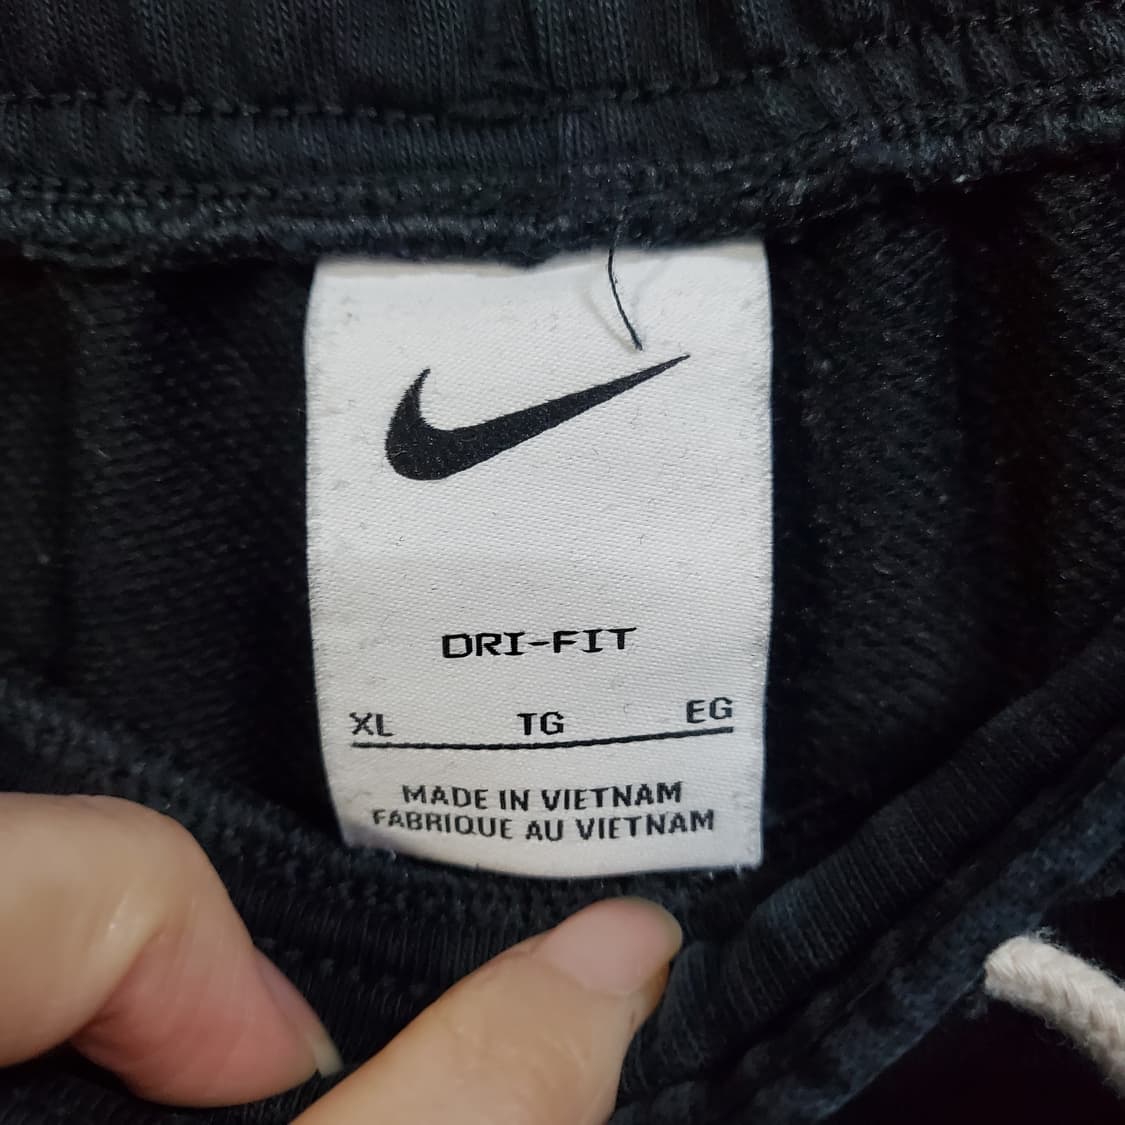 DRI-FIT
XL TG EG
MADE IN VIETNAM
FABRIQUE AU VIETNAM